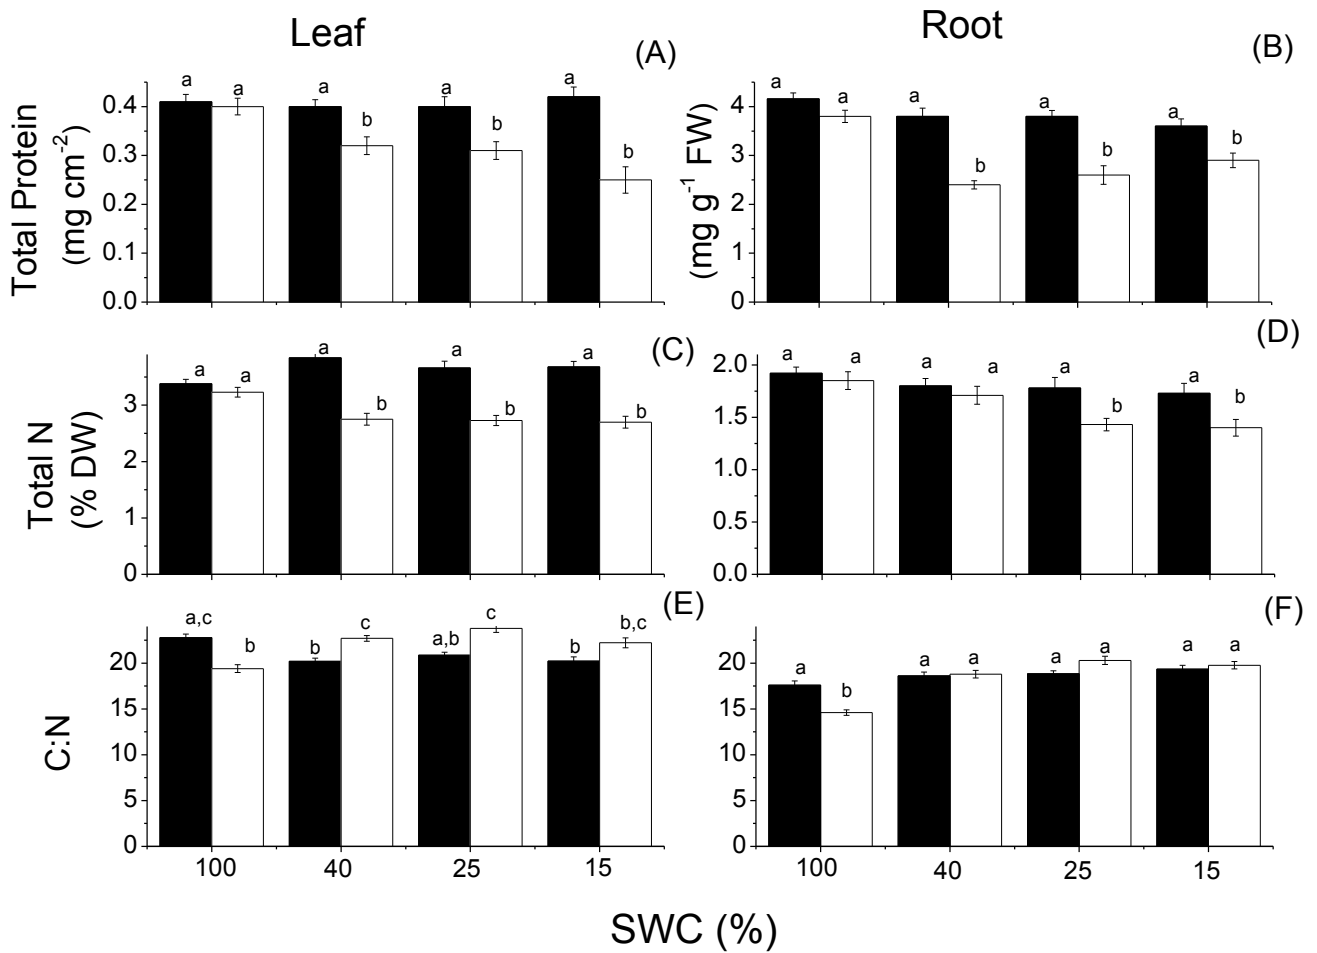 Leaf
Root
(A)
(B)
Total Protein
(mg cm-2)
0.4
0.3
0.2
0.1
0.0
a a a b a b a b
(mg g-1 FW)
4
3
2
1
0
a a a b a b a b
(C)
(D)
Total N
(% DW)
3
2
1
0
a a a b a b a b
2.0
1.5
1.0
0.5
0.0
a a a a a b a b
(E)
(F)
C:N
20
15
10
5
0
a,c b b c a,b c b b,c
100 40 25 15
20
15
10
5
0
a b a a a a a a
100 40 25 15
SWC (%)